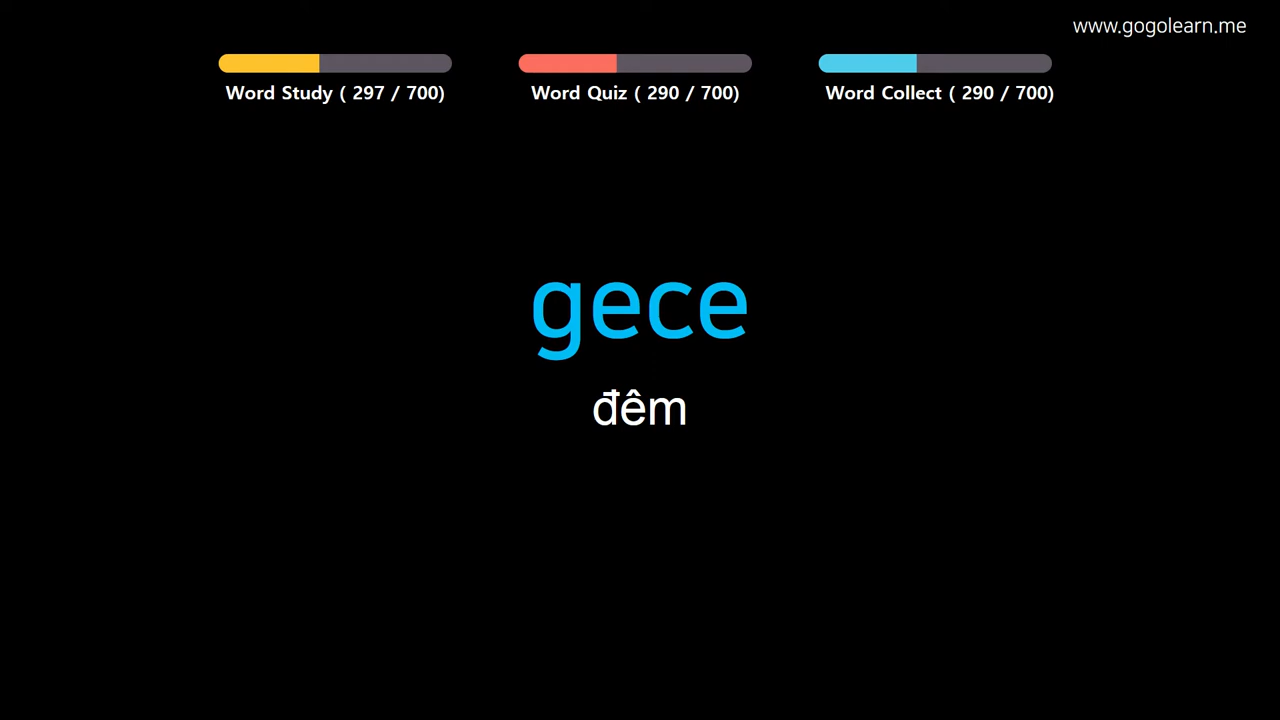 www.gogolearn.me
Word Study ( 297 / 700)
Word Quiz ( 290 / 700)
Word Collect ( 290 / 700)
gece
đêm